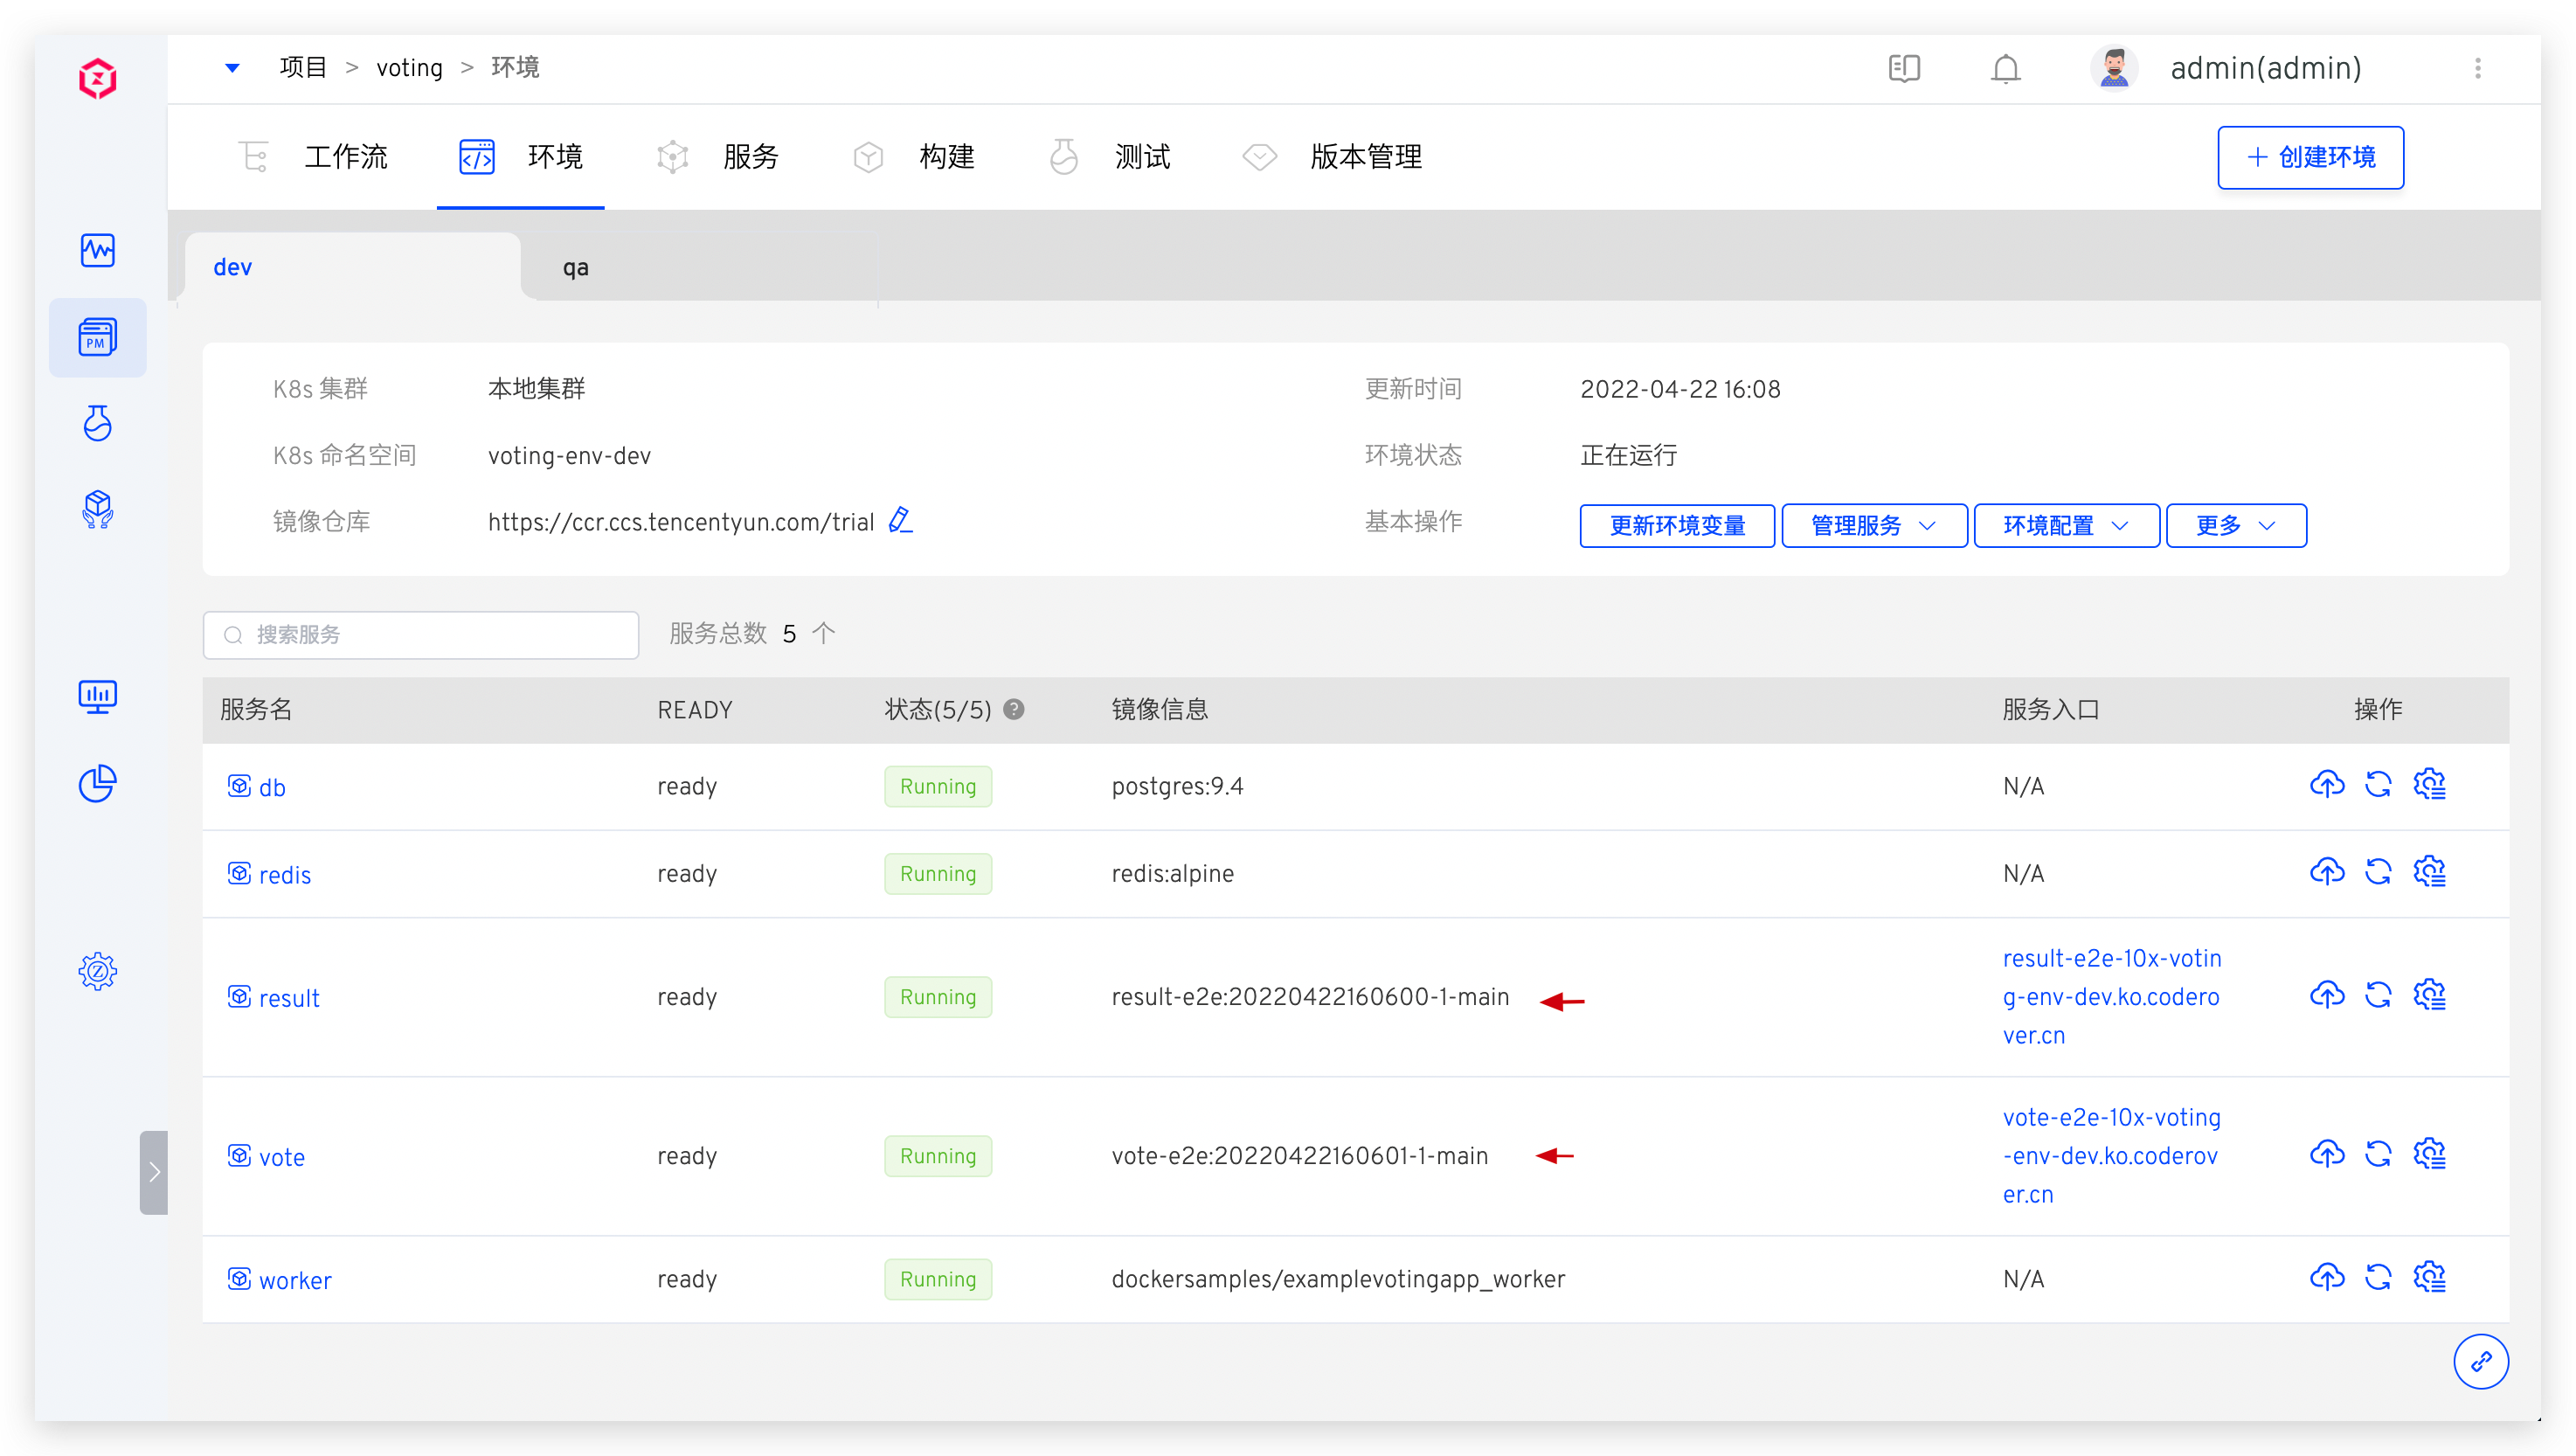 项目 > voting > 环境
admin(admin)
工作流 环境 服务 构建 测试 版本管理
+ 创建环境
dev qa
PM
K8s 集群 本地集群 更新时间 2022-04-22 16:08
K8s 命名空间 voting-env-dev 环境状态 正在运行
镜像仓库 https://ccr.ccs.tencentyun.com/trial 基本操作 更新环境变量 管理服务 环境配置 更多
搜索服务 服务总数 5 个
服务名 READY 状态(5/5) ? 镜像信息 服务入口 操作
db ready Running postgres:9.4 N/A
redis ready Running redis:alpine N/A
result ready Running result-e2e:20220422160600-1-main result-e2e-10x-votin
g-env-dev.ko.codero
ver.cn
vote ready Running vote-e2e:20220422160601-1-main vote-e2e-10x-voting
-env-dev.ko.coderov
er.cn
worker ready Running dockersamples/examplevotingapp_worker N/A